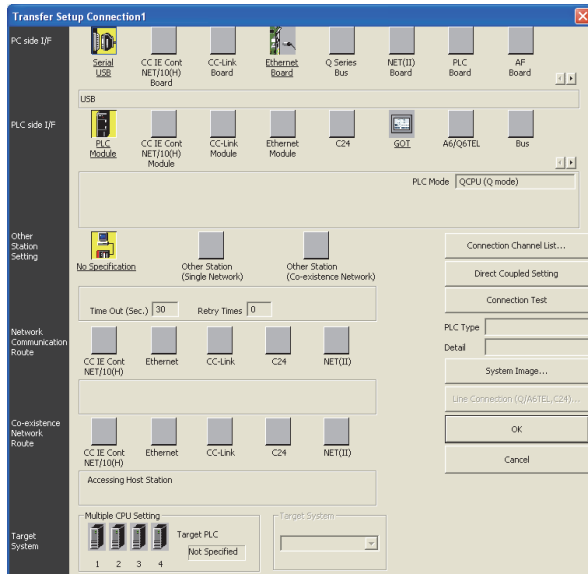 Transfer Setup Connection1
PC side I/F
Serial
USB
CC IE Cont
NET/10(H)
Board
CC-Link
Board
Ethernet
Board
Q Series
Bus
NET(II)
Board
PLC
Board
AF
Board
USB
PLC side I/F
PLC
Module
CC IE Cont
NET/10(H)
Module
CC-Link
Module
Ethernet
Module
C24
GOT
A6/Q6TEL
Bus
PLC Mode QCPU (Q mode)
Other
Station
Setting
No Specification
Other Station
(Single Network)
Other Station
(Co-existence Network)
Time Out (Sec.) 30 Retry Times 0
Connection Channel List...
Direct Coupled Setting
Connection Test
PLC Type
Detail
System Image...
Line Connection (Q/A6TEL,C24)...
OK
Cancel
Network
Communication
Route
CC IE Cont
NET/10(H)
Ethernet
CC-Link
C24
NET(II)
Co-existence
Network
Route
CC IE Cont
NET/10(H)
Ethernet
CC-Link
C24
NET(II)
Accessing Host Station
Target
System
Multiple CPU Setting
1 2 3 4
Target PLC
Not Specified
Target System